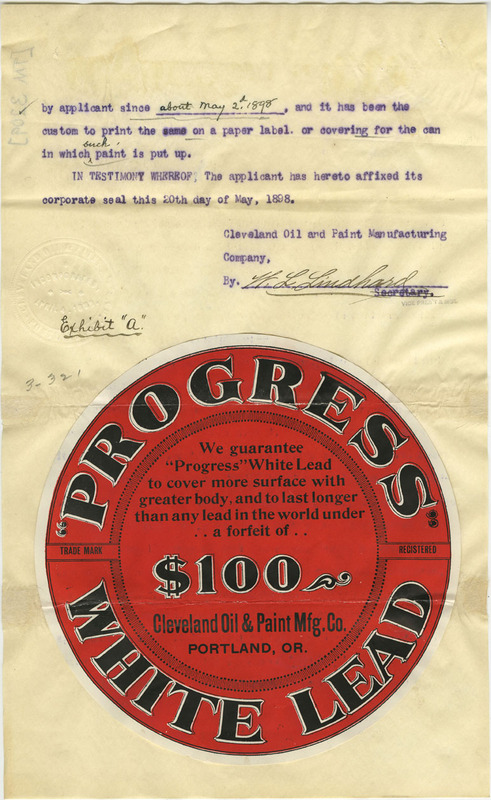 by applicant since about May 2d 1898, and it has been the
custom to print the same on a paper label. or covering for the can
in which such paint is put up.
IN TESTIMONY WHEREOF, The applicant has hereto affixed its
corporate seal this 20th day of May, 1898.
Cleveland Oil and Paint Manufacturing
Company,
By. W. L. Lindhard
Secretary.
Exhibit "A."
3-321
"PROGRESS"
We guarantee
"Progress" White Lead
to cover more surface with
greater body, and to last longer
than any lead in the world under
. . a forfeit of . .
TRADE MARK
REGISTERED
$100
Cleveland Oil & Paint Mfg. Co.
PORTLAND, OR.
WHITE LEAD